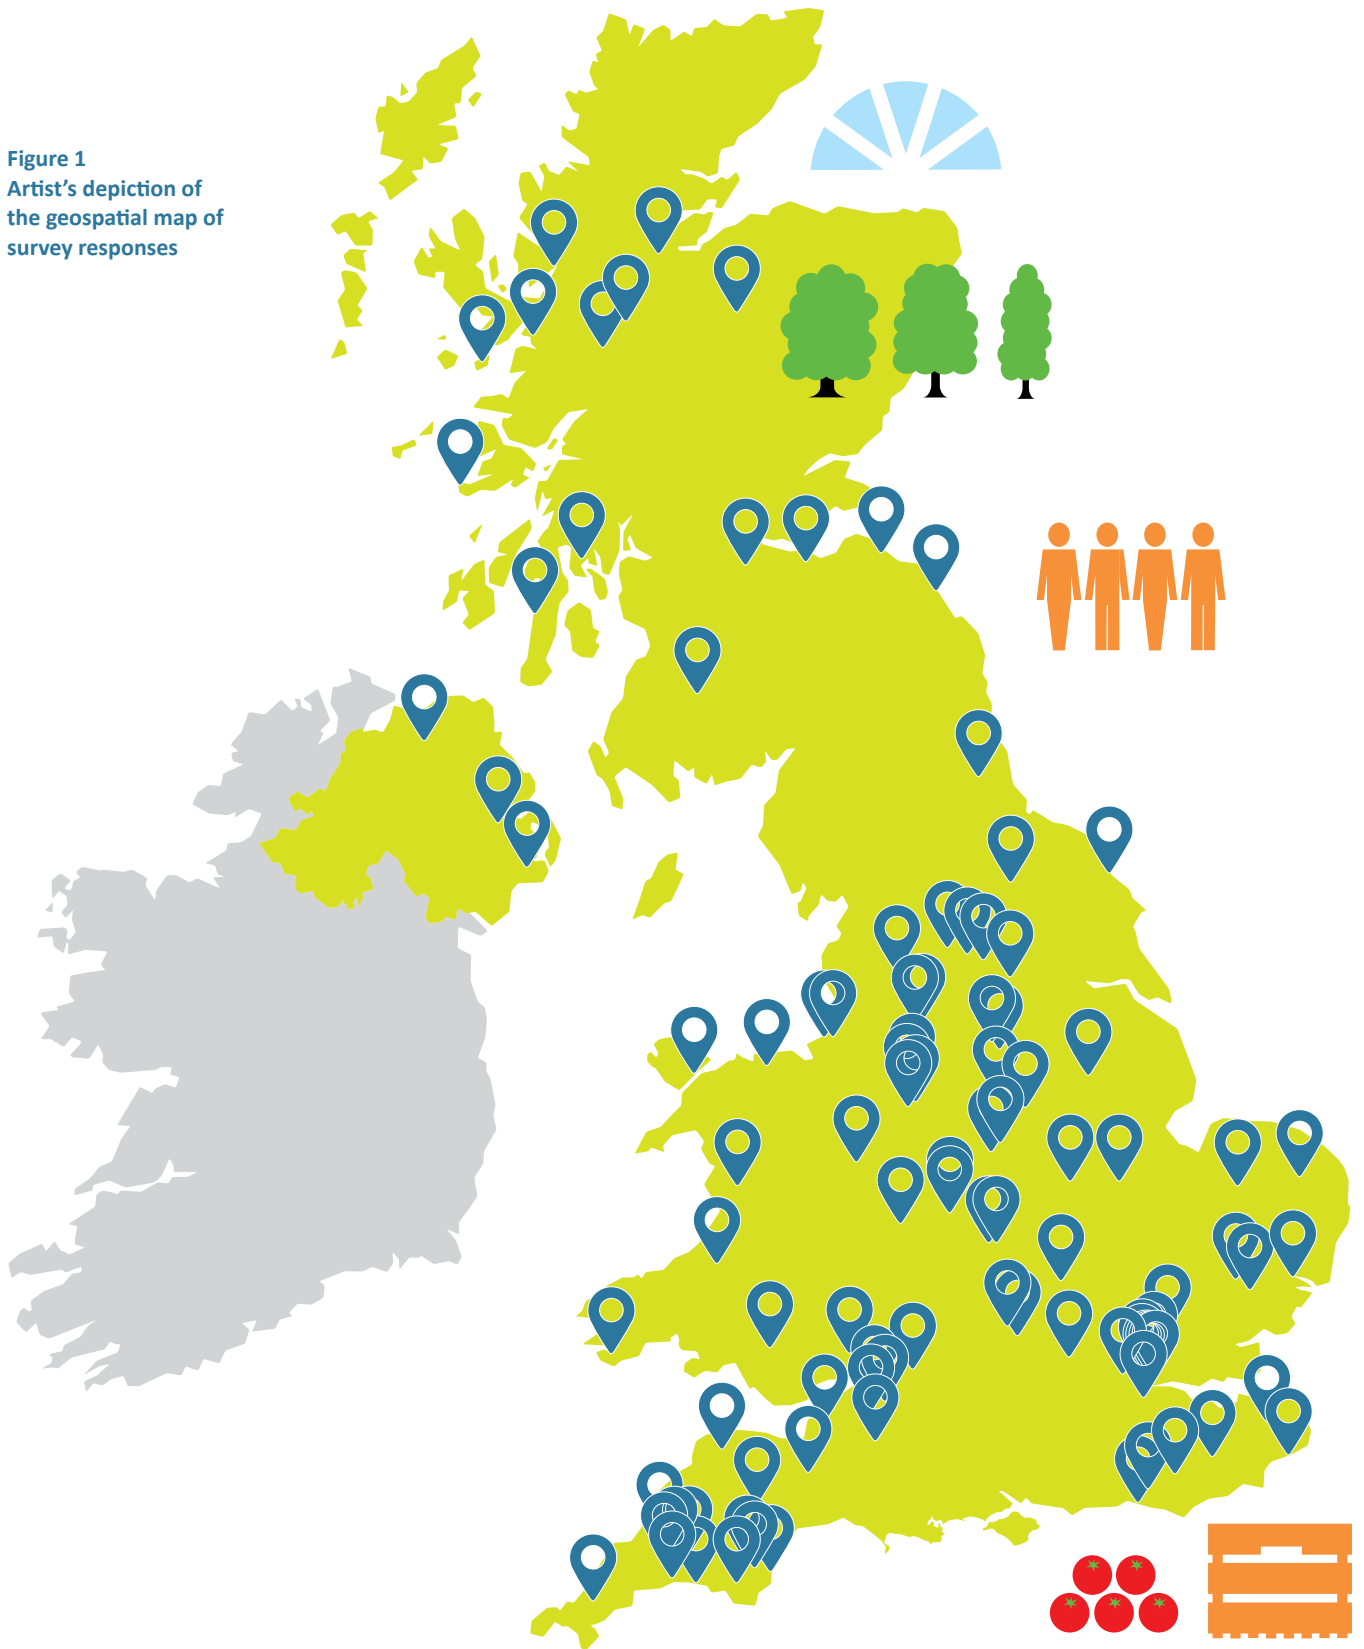 Figure 1
Artist's depiction of
the geospatial map of
survey responses